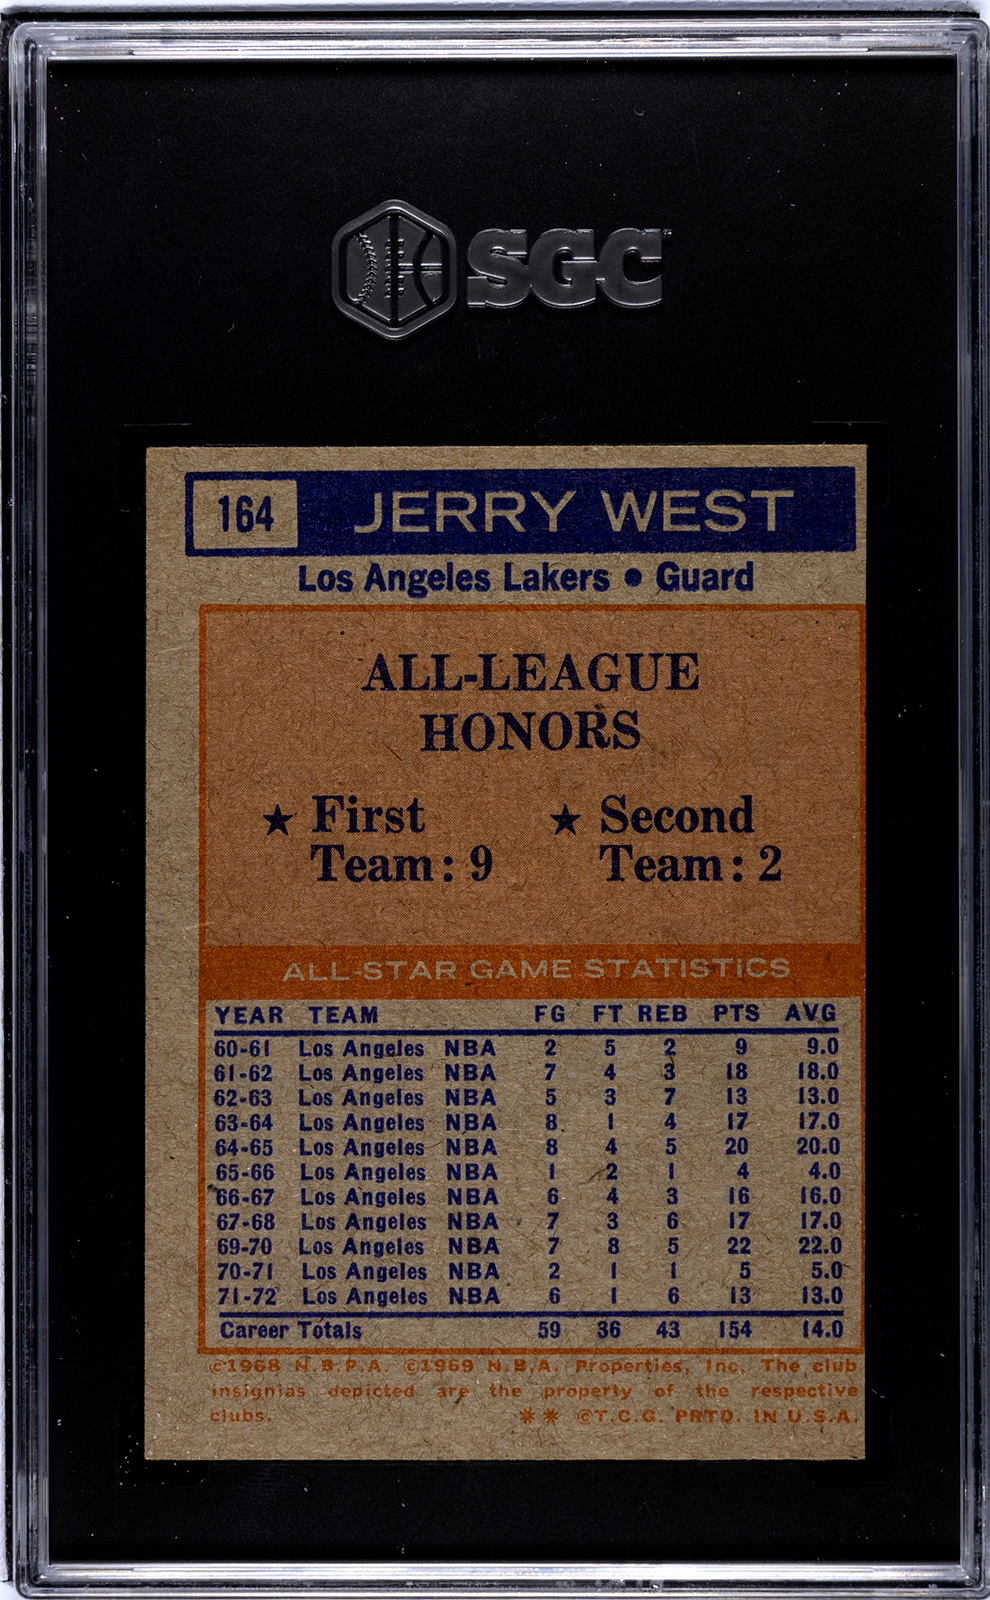 SGC
164 JERRY WEST
Los Angeles Lakers • Guard
ALL-LEAGUE
HONORS
★ First ★ Second
Team: 9 Team: 2
ALL-STAR GAME STATISTICS
YEAR TEAM FG FT REB PTS AVG
60-61 Los Angeles NBA 2 5 2 9 9.0
61-62 Los Angeles NBA 7 4 3 18 18.0
62-63 Los Angeles NBA 5 3 7 13 13.0
63-64 Los Angeles NBA 8 1 4 17 17.0
64-65 Los Angeles NBA 8 4 5 20 20.0
65-66 Los Angeles NBA 1 2 1 4 4.0
66-67 Los Angeles NBA 6 4 3 16 16.0
67-68 Los Angeles NBA 7 3 6 17 17.0
69-70 Los Angeles NBA 7 8 5 22 22.0
70-71 Los Angeles NBA 2 1 1 5 5.0
71-72 Los Angeles NBA 6 1 6 13 13.0
Career Totals 59 36 43 154 14.0
©1968 N.B.P.A. ©1969 N.B.A. Properties, Inc. The club
insignias depicted are the property of the respective
clubs. ** ©T.C.G. PRTD. IN U.S.A.